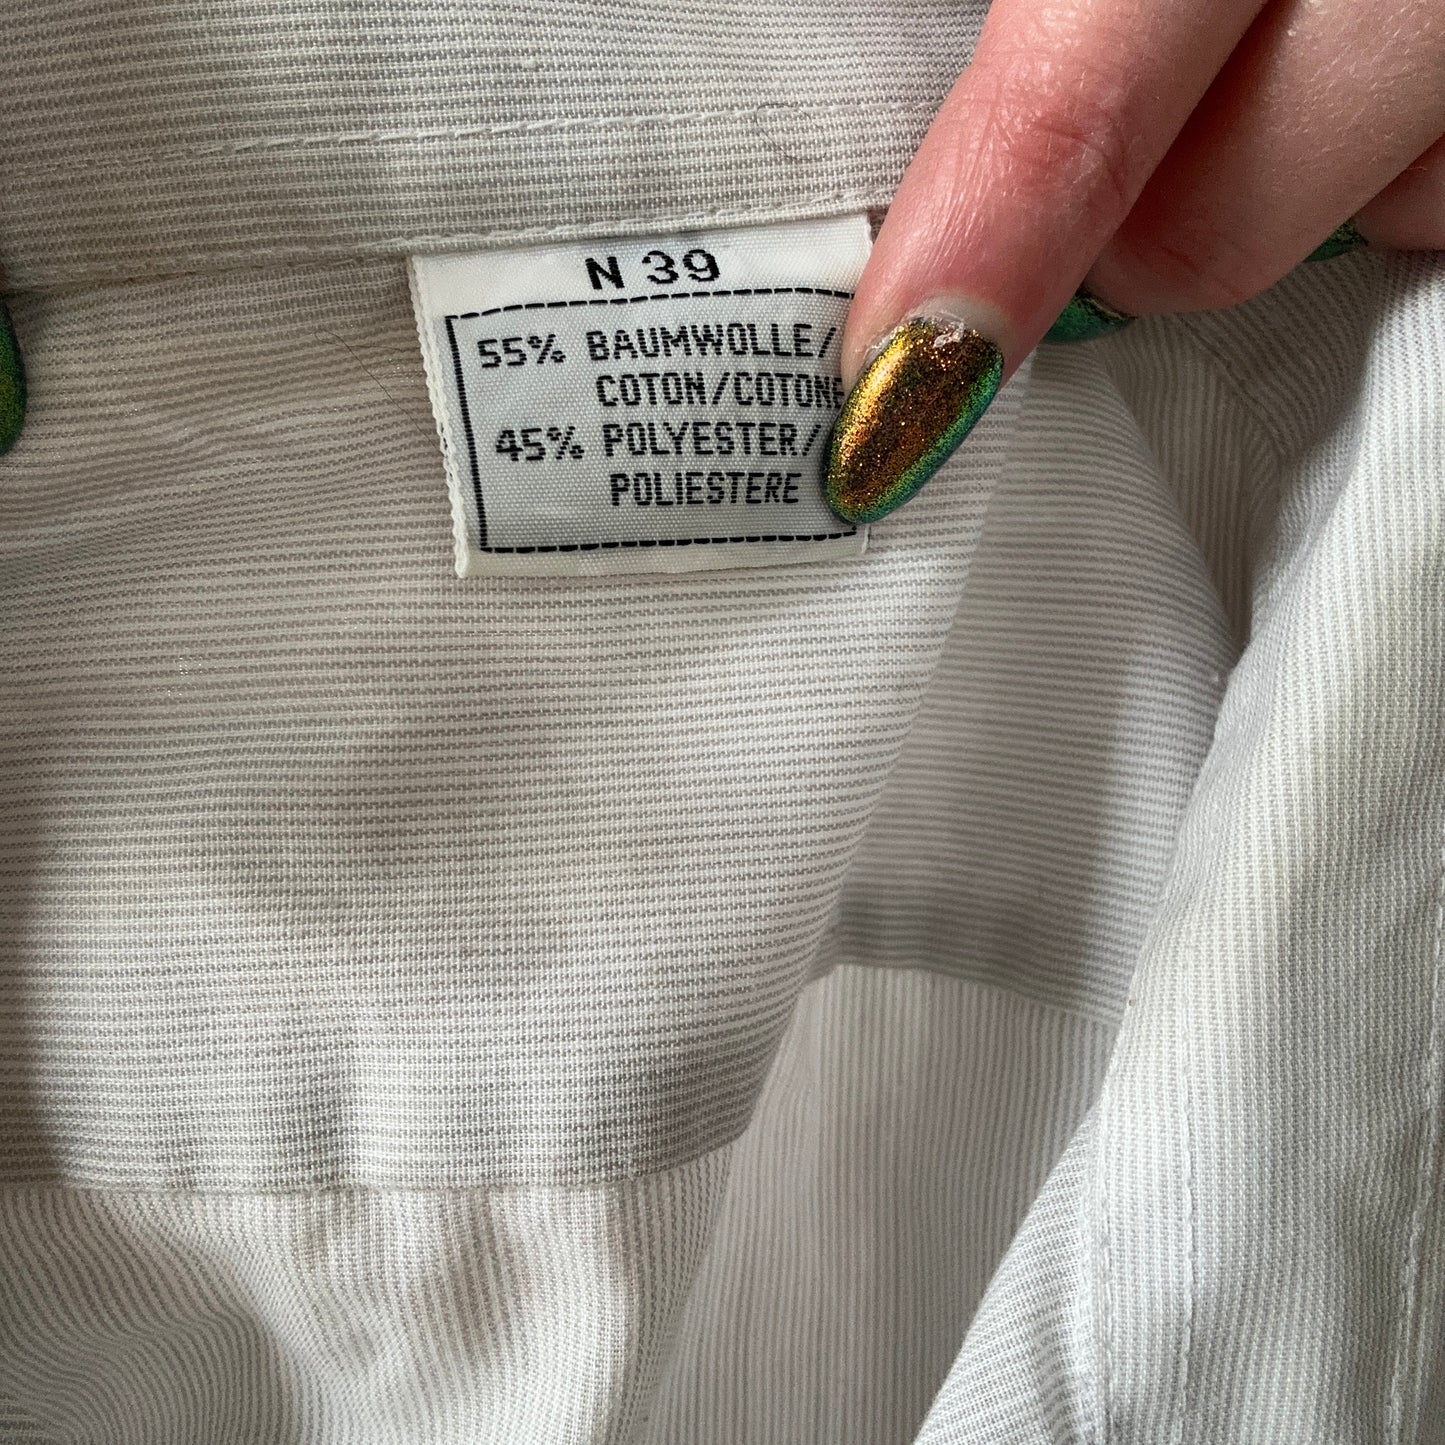 N 39
55% BAUMWOLLE/
COTON/COTONE
45% POLYESTER/
POLIESTERE